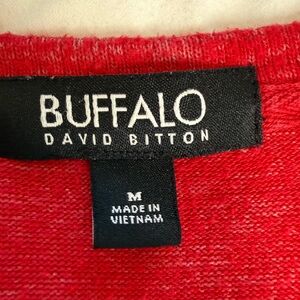 BUFFALO
DAVID BITTON
M
MADE IN
VIETNAM